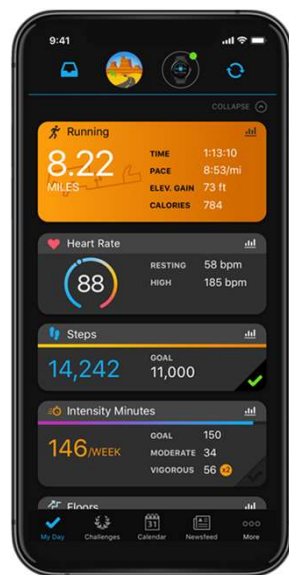 9:41
COLLAPSE
Running
8.22
MILES
TIME 1:13:10
PACE 8:53/mi
ELEV. GAIN 73 ft
CALORIES 784
Heart Rate
88
RESTING 58 bpm
HIGH 185 bpm
Steps
14,242
GOAL
11,000
Intensity Minutes
146/WEEK
GOAL 150
MODERATE 34
VIGOROUS 56 x2
Floors
31
My Day Challenges Calendar Newsfeed More